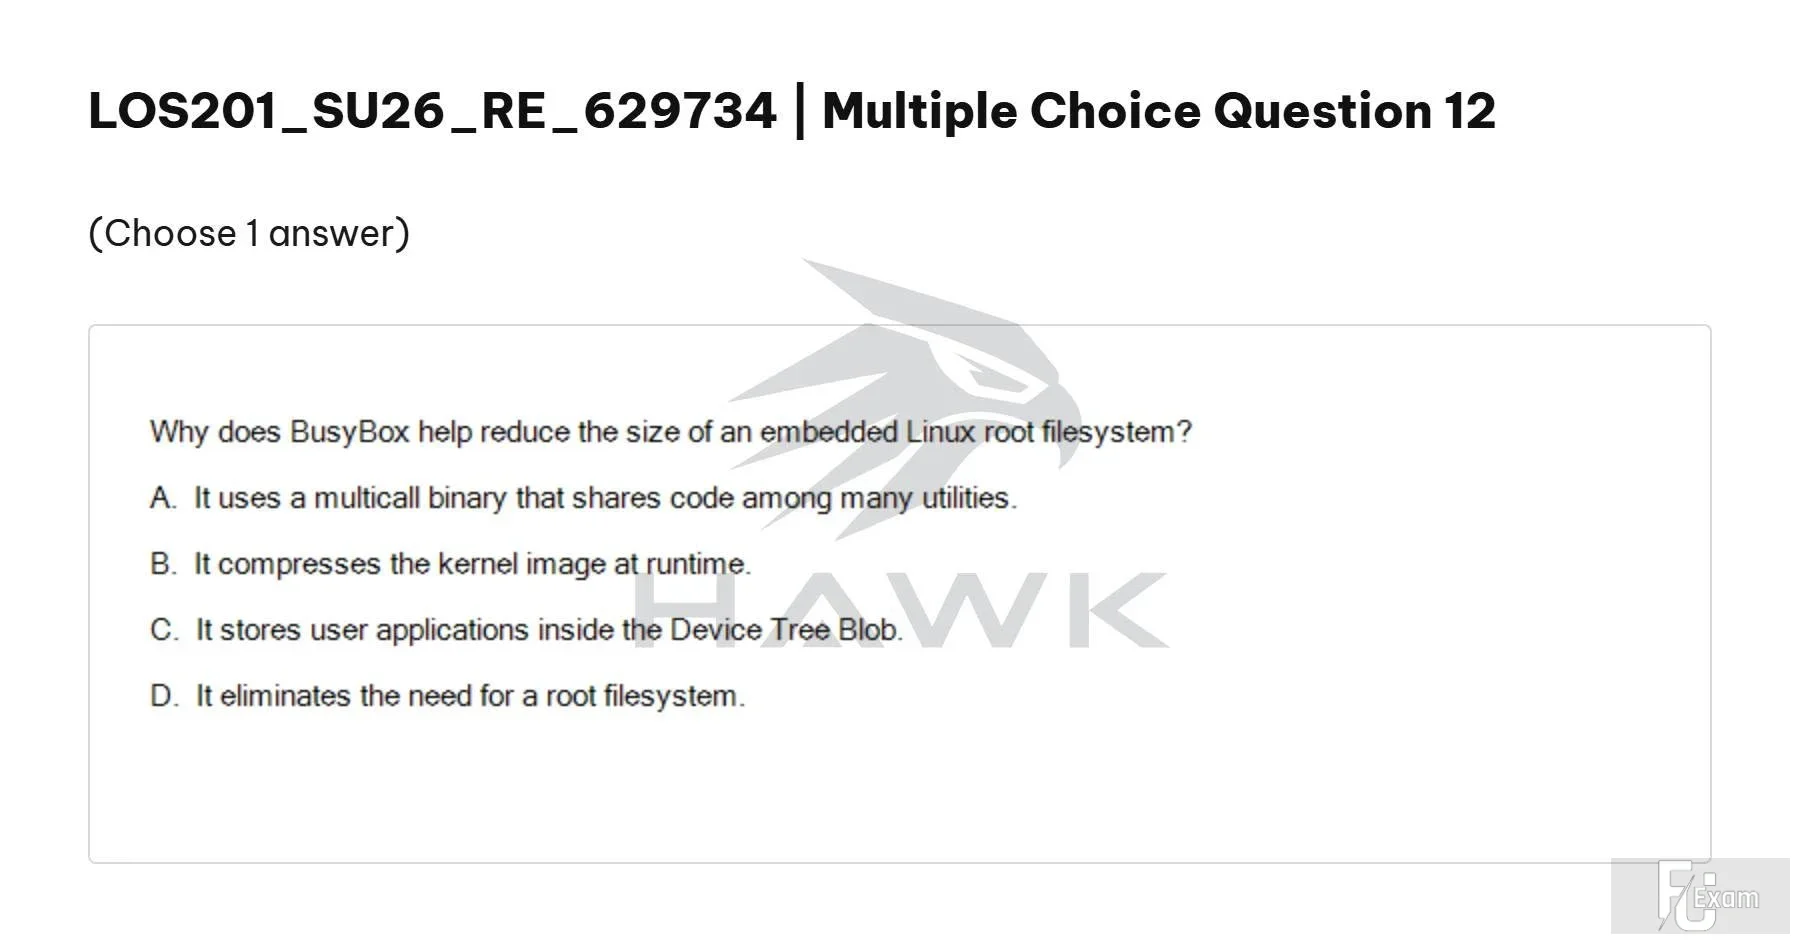 LOS201_SU26_RE_629734 | Multiple Choice Question 12
(Choose 1 answer)
Why does BusyBox help reduce the size of an embedded Linux root filesystem?
A. It uses a multicall binary that shares code among many utilities.
B. It compresses the kernel image at runtime.
C. It stores user applications inside the Device Tree Blob.
D. It eliminates the need for a root filesystem.
HAWK
Exam